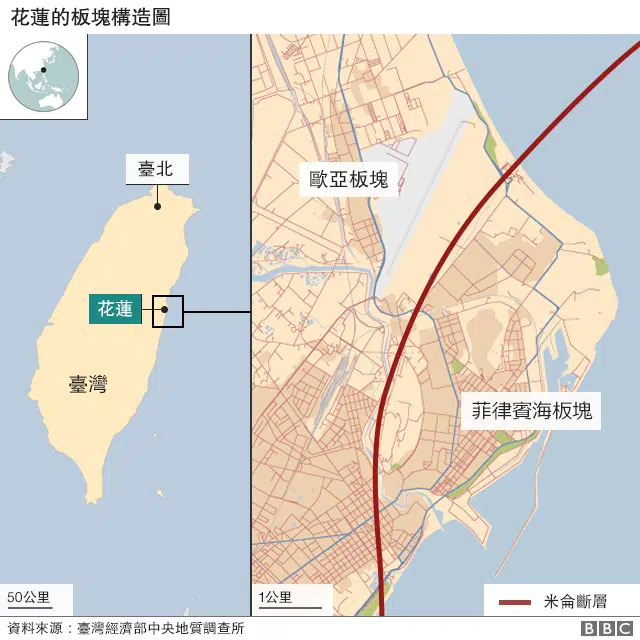 花蓮的板塊構造圖
臺北
歐亞板塊
花蓮
臺灣
菲律賓海板塊
50公里
1公里
米侖斷層
資料來源：臺灣經濟部中央地質調查所
BBC